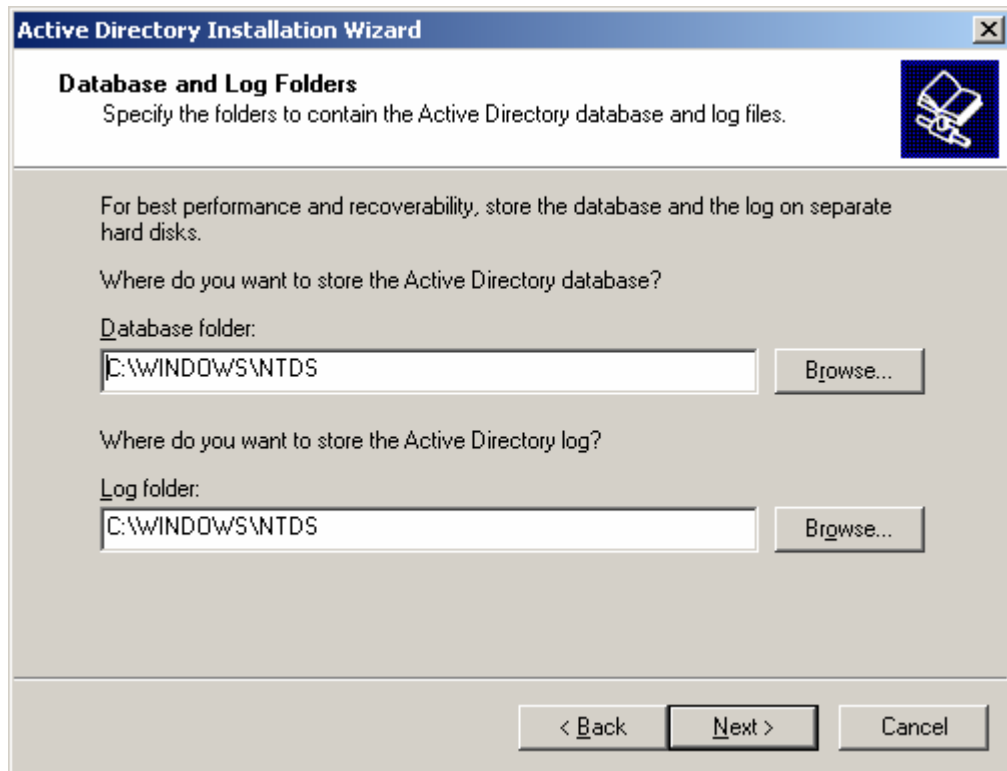 Active Directory Installation Wizard
Database and Log Folders
Specify the folders to contain the Active Directory database and log files.
For best performance and recoverability, store the database and the log on separate
hard disks.
Where do you want to store the Active Directory database?
Database folder:
C:\WINDOWS\NTDS
Browse...
Where do you want to store the Active Directory log?
Log folder:
C:\WINDOWS\NTDS
Browse...
< Back
Next >
Cancel